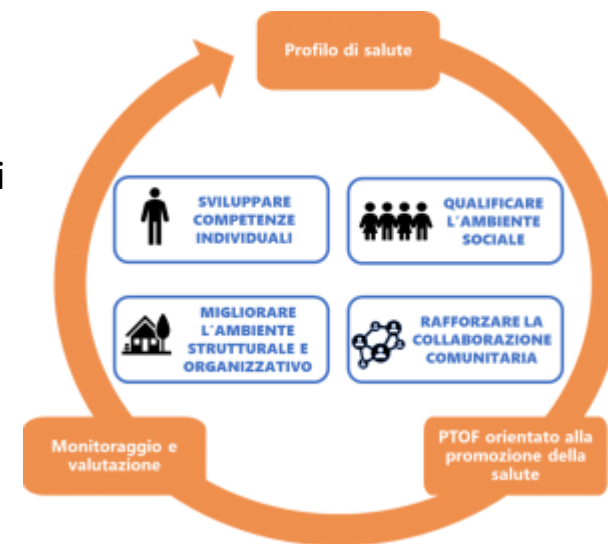 Profilo di salute
i
SVILUPPARE
COMPETENZE
INDIVIDUALI
QUALIFICARE
L'AMBIENTE
SOCIALE
MIGLIORARE
L'AMBIENTE
STRUTTURALE E
ORGANIZZATIVO
RAFFORZARE LA
COLLABORAZIONE
COMUNITARIA
Monitoraggio e
valutazione
PTOF orientato alla
promozione della
salute